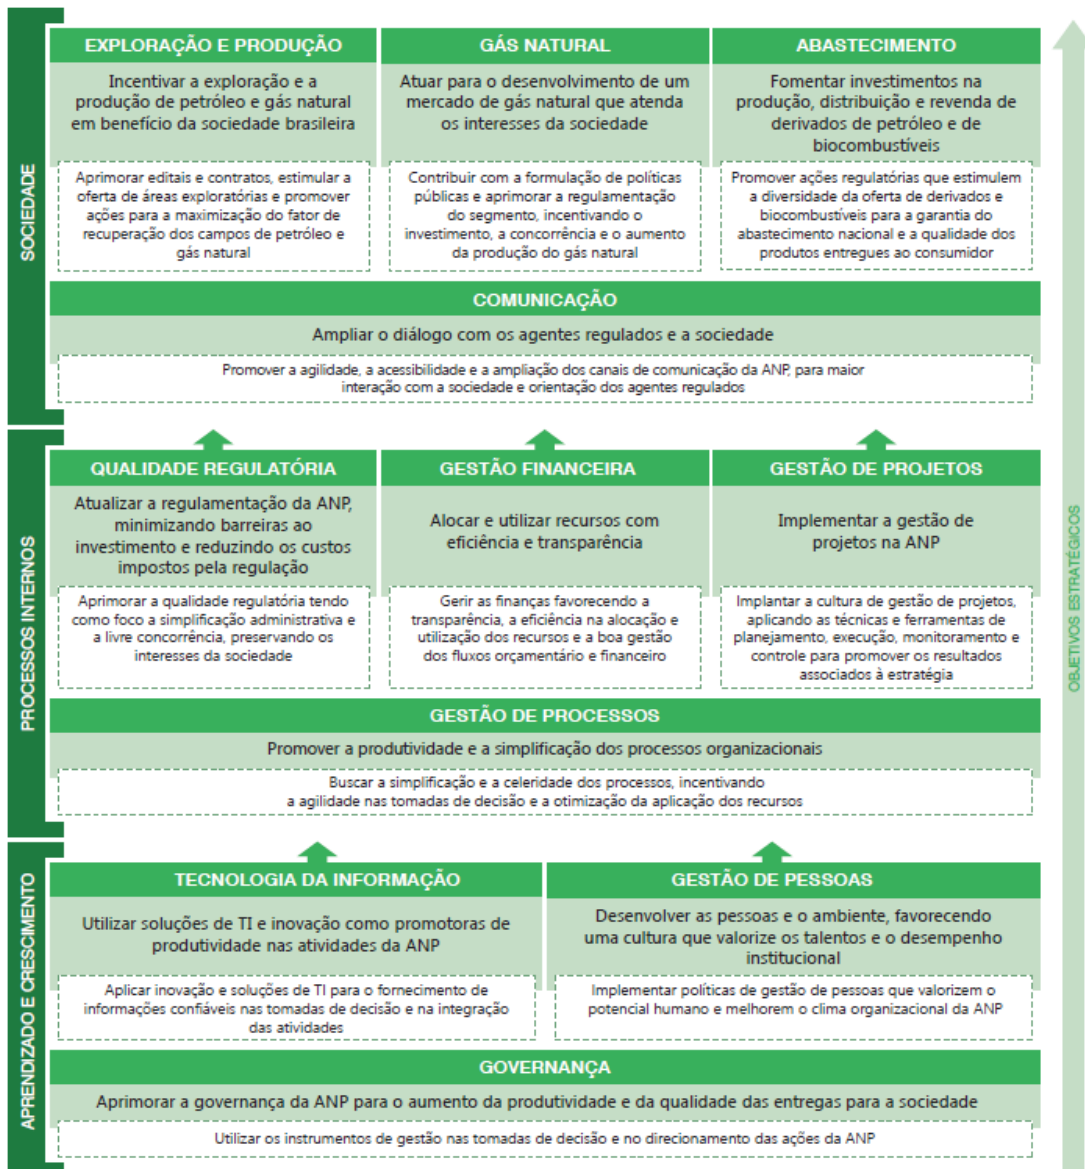 SOCIEDADE
EXPLORAÇÃO E PRODUÇÃO
Incentivar a exploração e a
produção de petróleo e gás natural
em benefício da sociedade brasileira
Aprimorar editais e contratos, estimular a
oferta de áreas exploratórias e promover
ações para a maximização do fator de
recuperação dos campos de petróleo e
gás natural
GÁS NATURAL
Atuar para o desenvolvimento de um
mercado de gás natural que atenda
os interesses da sociedade
Contribuir com a formulação de políticas
públicas e aprimorar a regulamentação
do segmento, incentivando o
investimento, a concorrência e o aumento
da produção do gás natural
ABASTECIMENTO
Fomentar investimentos na
produção, distribuição e revenda de
derivados de petróleo e de
biocombustíveis
Promover ações regulatórias que estimulem
a diversidade da oferta de derivados e
biocombustíveis para a garantia do
abastecimento nacional e a qualidade dos
produtos entregues ao consumidor
COMUNICAÇÃO
Ampliar o diálogo com os agentes regulados e a sociedade
Promover a agilidade, a acessibilidade e a ampliação dos canais de comunicação da ANP, para maior
interação com a sociedade e orientação dos agentes regulados
PROCESSOS INTERNOS
QUALIDADE REGULATÓRIA
Atualizar a regulamentação da ANP,
minimizando barreiras ao
investimento e reduzindo os custos
impostos pela regulação
Aprimorar a qualidade regulatória tendo
como foco a simplificação administrativa e
a livre concorrência, preservando os
interesses da sociedade
GESTÃO FINANCEIRA
Alocar e utilizar recursos com
eficiência e transparência
Gerir as finanças favorecendo a
transparência, a eficiência na alocação e
utilização dos recursos e a boa gestão
dos fluxos orçamentário e financeiro
GESTÃO DE PROJETOS
Implementar a gestão de
projetos na ANP
Implantar a cultura de gestão de projetos,
aplicando as técnicas e ferramentas de
planejamento, execução, monitoramento e
controle para promover os resultados
associados à estratégia
GESTÃO DE PROCESSOS
Promover a produtividade e a simplificação dos processos organizacionais
Buscar a simplificação e a celeridade dos processos, incentivando
a agilidade nas tomadas de decisão e a otimização da aplicação dos recursos
APRENDIZADO E CRESCIMENTO
TECNOLOGIA DA INFORMAÇÃO
Utilizar soluções de TI e inovação como promotoras de
produtividade nas atividades da ANP
Aplicar inovação e soluções de TI para o fornecimento de
informações confiáveis nas tomadas de decisão e na integração
das atividades
GESTÃO DE PESSOAS
Desenvolver as pessoas e o ambiente, favorecendo
uma cultura que valorize os talentos e o desempenho
institucional
Implementar políticas de gestão de pessoas que valorizem o
potencial humano e melhorem o clima organizacional da ANP
GOVERNANÇA
Aprimorar a governança da ANP para o aumento da produtividade e da qualidade das entregas para a sociedade
Utilizar os instrumentos de gestão nas tomadas de decisão e no direcionamento das ações da ANP
OBJETIVOS ESTRATÉGICOS